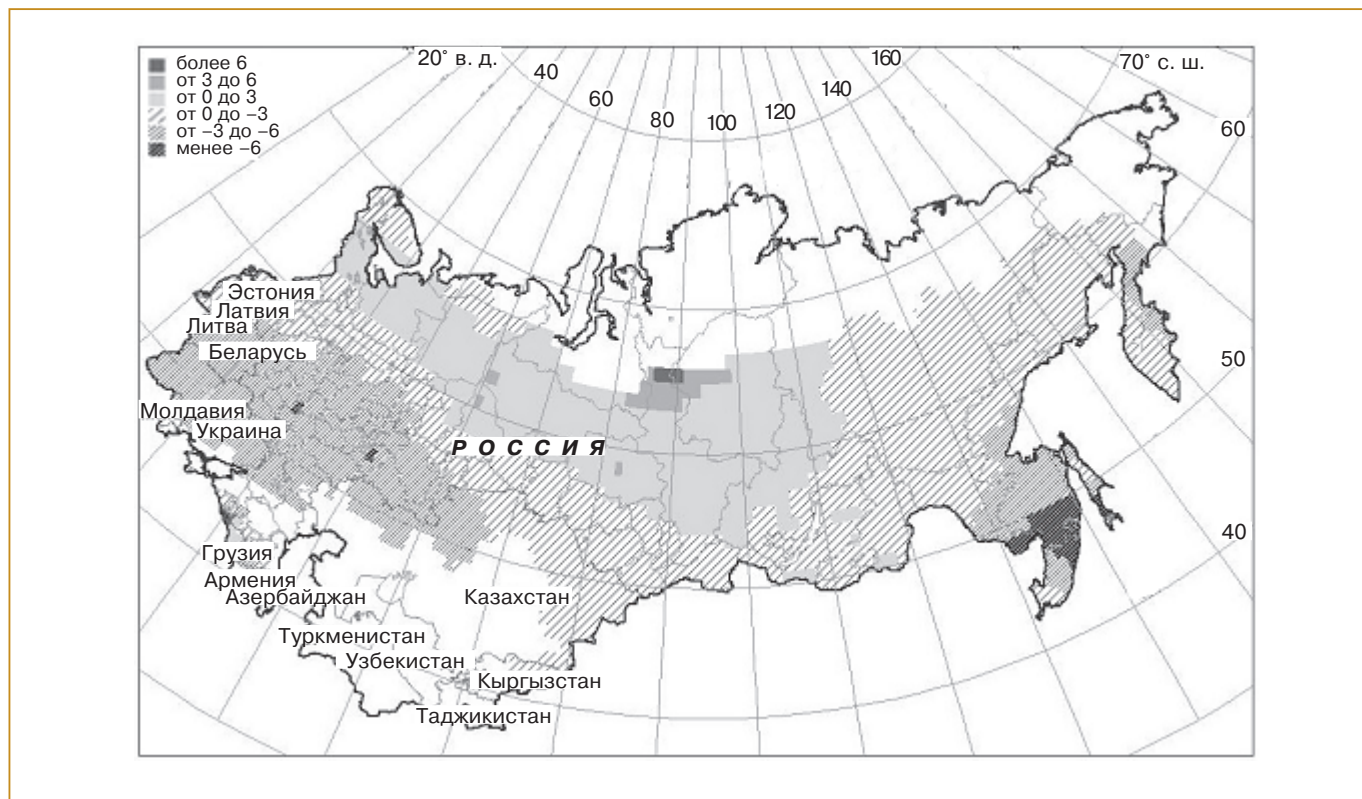 более 6
от 3 до 6
от 0 до 3
от 0 до −3
от −3 до −6
менее −6
20° в. д.
40
60
80
100
120
140
160
70° с. ш.
60
50
40
Эстония
Латвия
Литва
Беларусь
Молдавия
Украина
РОССИЯ
Грузия
Армения
Азербайджан
Казахстан
Туркменистан
Узбекистан
Кыргызстан
Таджикистан